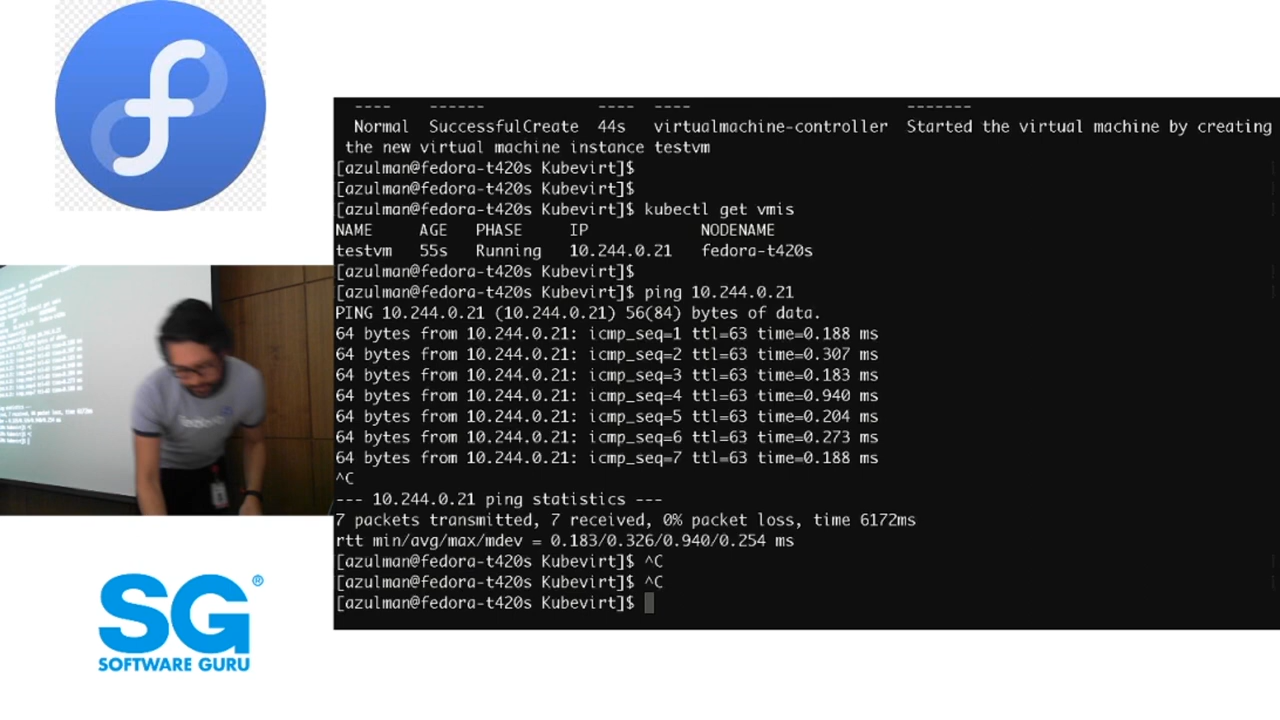 ---- ------ ---- ---- -------
Normal SuccessfulCreate 44s virtualmachine-controller Started the virtual machine by creating
the new virtual machine instance testvm
[azulman@fedora-t420s Kubevirt]$
[azulman@fedora-t420s Kubevirt]$
[azulman@fedora-t420s Kubevirt]$ kubectl get vmis
NAME AGE PHASE IP NODENAME
testvm 55s Running 10.244.0.21 fedora-t420s
[azulman@fedora-t420s Kubevirt]$
[azulman@fedora-t420s Kubevirt]$ ping 10.244.0.21
PING 10.244.0.21 (10.244.0.21) 56(84) bytes of data.
64 bytes from 10.244.0.21: icmp_seq=1 ttl=63 time=0.188 ms
64 bytes from 10.244.0.21: icmp_seq=2 ttl=63 time=0.307 ms
64 bytes from 10.244.0.21: icmp_seq=3 ttl=63 time=0.183 ms
64 bytes from 10.244.0.21: icmp_seq=4 ttl=63 time=0.940 ms
64 bytes from 10.244.0.21: icmp_seq=5 ttl=63 time=0.204 ms
64 bytes from 10.244.0.21: icmp_seq=6 ttl=63 time=0.273 ms
64 bytes from 10.244.0.21: icmp_seq=7 ttl=63 time=0.188 ms
^C
--- 10.244.0.21 ping statistics ---
7 packets transmitted, 7 received, 0% packet loss, time 6172ms
rtt min/avg/max/mdev = 0.183/0.326/0.940/0.254 ms
[azulman@fedora-t420s Kubevirt]$ ^C
[azulman@fedora-t420s Kubevirt]$ ^C
[azulman@fedora-t420s Kubevirt]$
SG®
SOFTWARE GURU